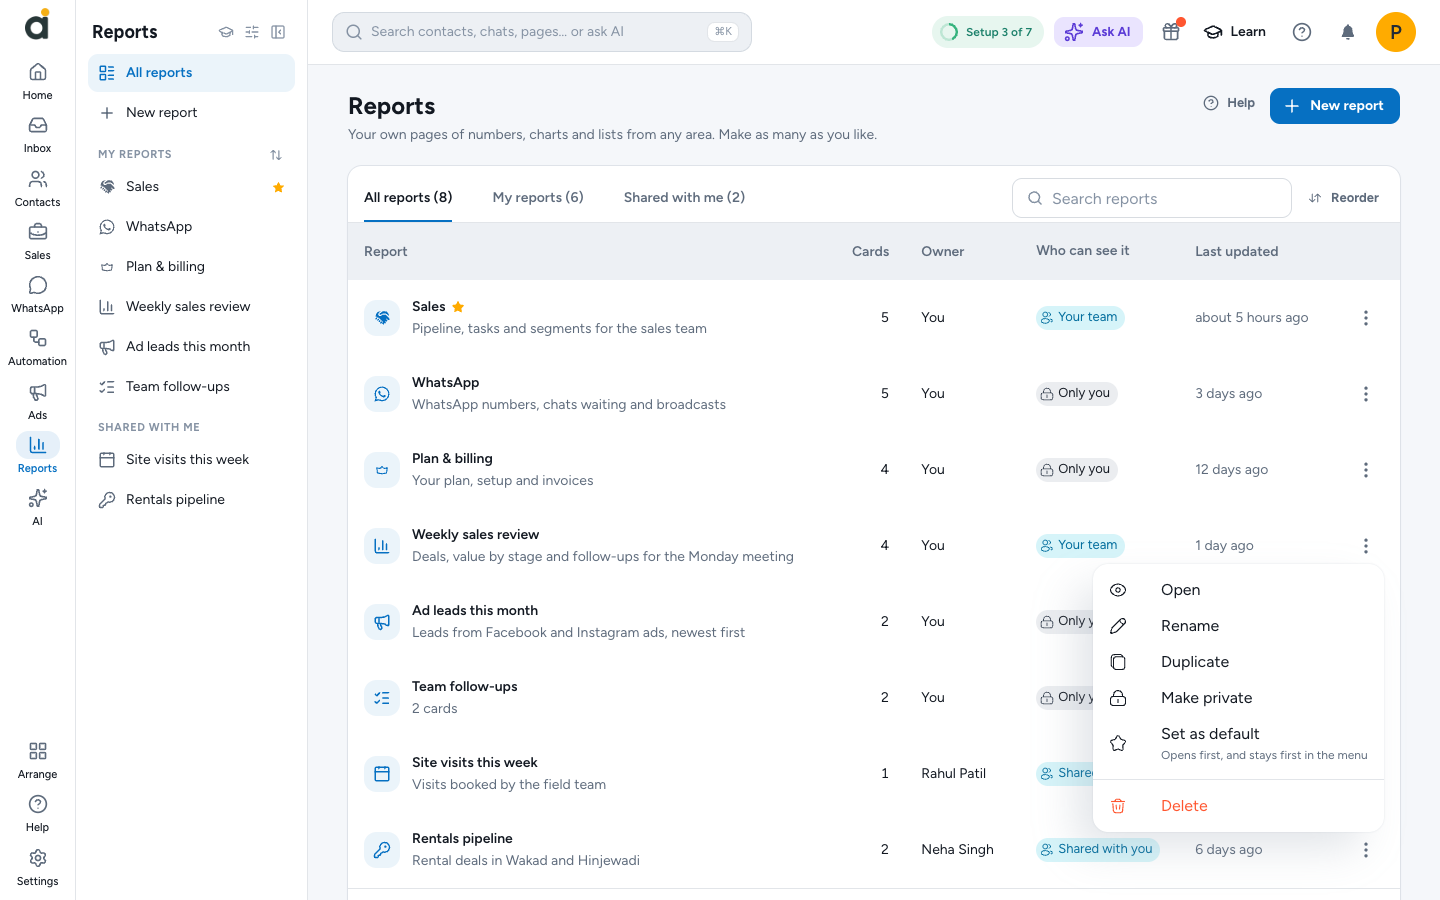 Reports
Search contacts, chats, pages... or ask AI
⌘K
Setup 3 of 7
Ask AI
Learn
P
Home
Inbox
Contacts
Sales
WhatsApp
Automation
Ads
Reports
AI
Arrange
Help
Settings
All reports
New report
MY REPORTS
Sales
WhatsApp
Plan & billing
Weekly sales review
Ad leads this month
Team follow-ups
SHARED WITH ME
Site visits this week
Rentals pipeline
Reports
Your own pages of numbers, charts and lists from any area. Make as many as you like.
Help
New report
All reports (8)
My reports (6)
Shared with me (2)
Search reports
Reorder
Report Cards Owner Who can see it Last updated
Sales
Pipeline, tasks and segments for the sales team
5 You Your team about 5 hours ago
WhatsApp
WhatsApp numbers, chats waiting and broadcasts
5 You Only you 3 days ago
Plan & billing
Your plan, setup and invoices
4 You Only you 12 days ago
Weekly sales review
Deals, value by stage and follow-ups for the Monday meeting
4 You Your team 1 day ago
Ad leads this month
Leads from Facebook and Instagram ads, newest first
2 You Only
Team follow-ups
2 cards
2 You Only
Site visits this week
Visits booked by the field team
1 Rahul Patil
Rentals pipeline
Rental deals in Wakad and Hinjewadi
2 Neha Singh Shared with you 6 days ago
Open
Rename
Duplicate
Make private
Set as default
Opens first, and stays first in the menu
Delete